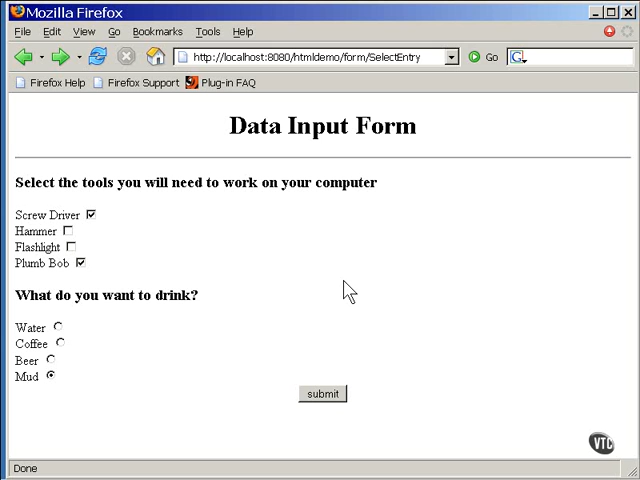 Mozilla Firefox
File Edit View Go Bookmarks Tools Help
http://localhost:8080/htmldemo/form/SelectEntry Go G
Firefox Help Firefox Support Plug-in FAQ
Data Input Form
Select the tools you will need to work on your computer
Screw Driver
Hammer
Flashlight
Plumb Bob
What do you want to drink?
Water
Coffee
Beer
Mud
submit
VTC
Done